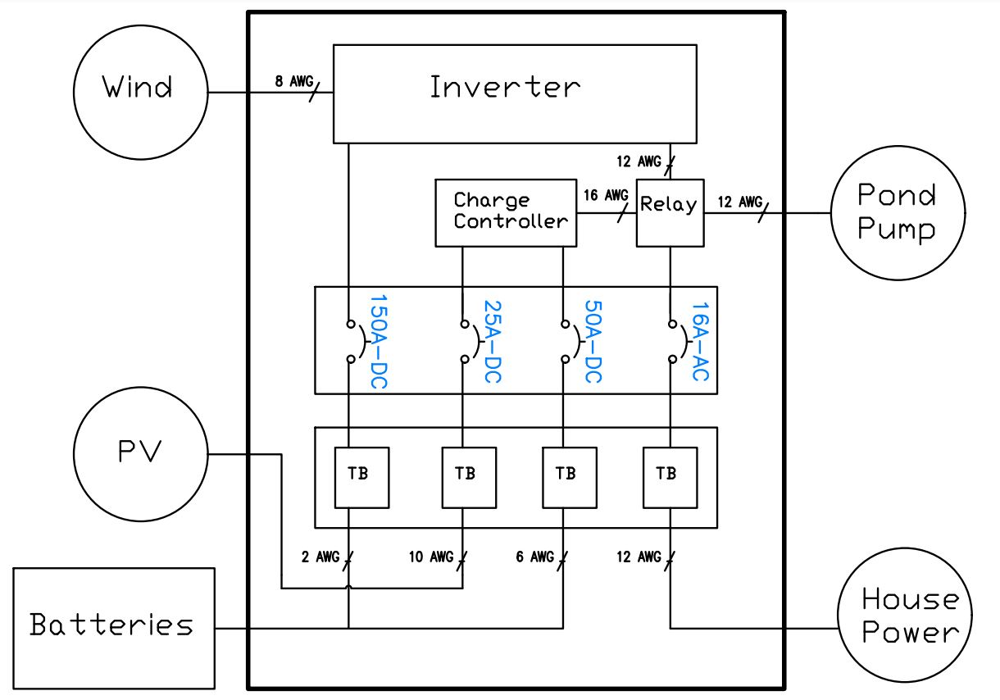 Wind
8 AWG
Inverter
12 AWG
Charge
Controller
16 AWG
Relay
12 AWG
Pond
Pump
150A-DC
25A-DC
50A-DC
16A-AC
PV
TB
TB
TB
TB
2 AWG
10 AWG
6 AWG
12 AWG
Batteries
House
Power